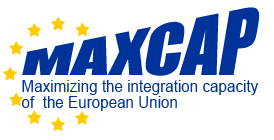 MAXCAP
Maximizing the integration capacity
of the European Union